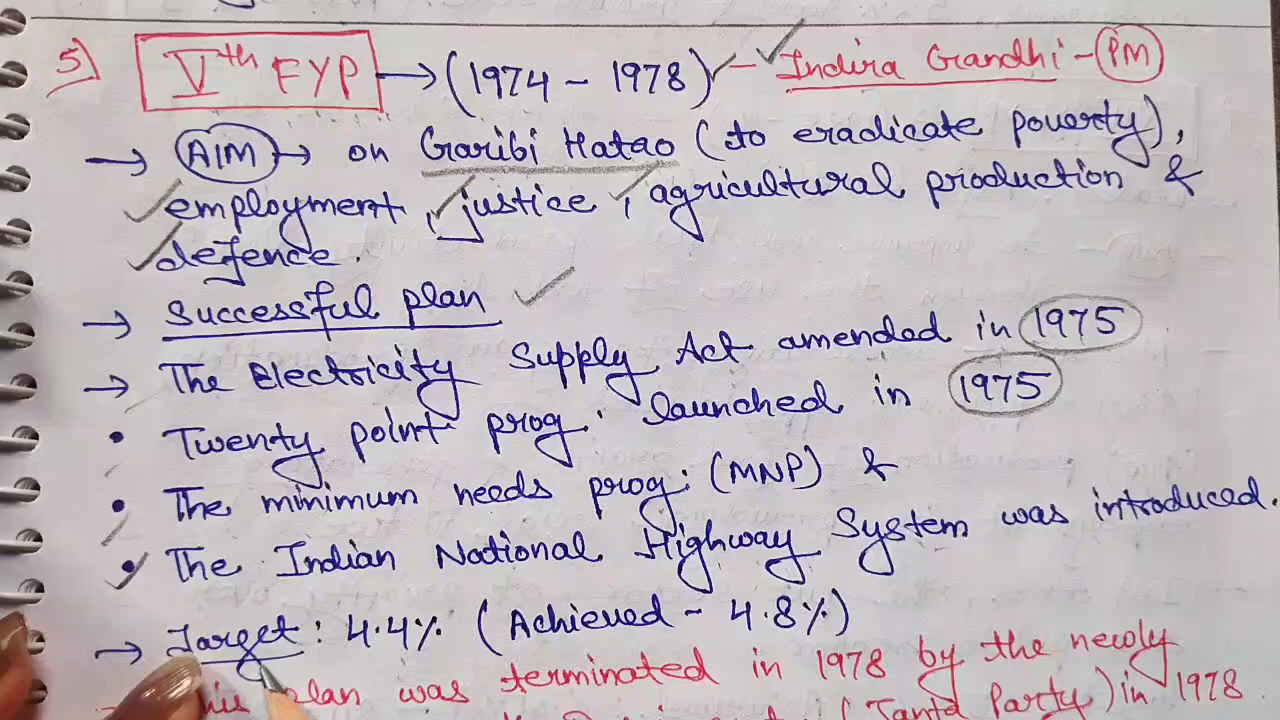 5) Vth FYP → (1974 - 1978) - Indira Gandhi - PM
→ AIM → on Garibi Hatao (to eradicate poverty),
employment, justice, agricultural production &
defence.
→ Successful plan
→ The Electricity Supply Act amended in 1975
• Twenty point prog. launched in 1975
• The minimum needs prog. (MNP) &
• The Indian National Highway System was introduced.
→ Target: 4.4% (Achieved - 4.8%)
plan was terminated in 1978 by the newly
Party) in 1978